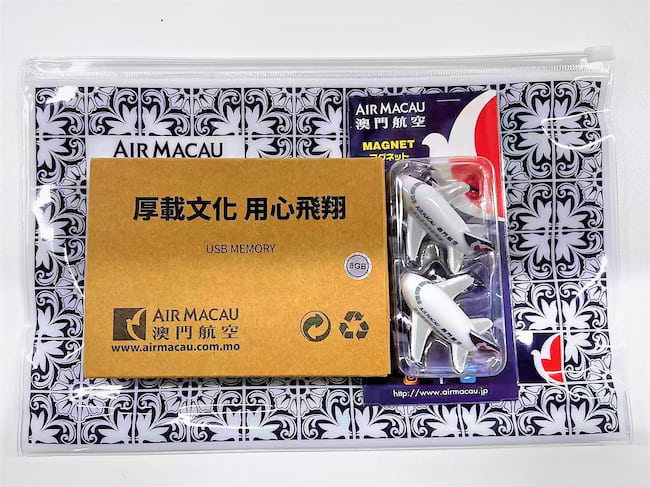 AIR MACAU
AIR MACAU
澳門航空
MAGNET
マグネット
厚載文化 用心飛翔
USB MEMORY
8GB
AIR MACAU
澳門航空
www.airmacau.com.mo
http://www.airmacau.jp